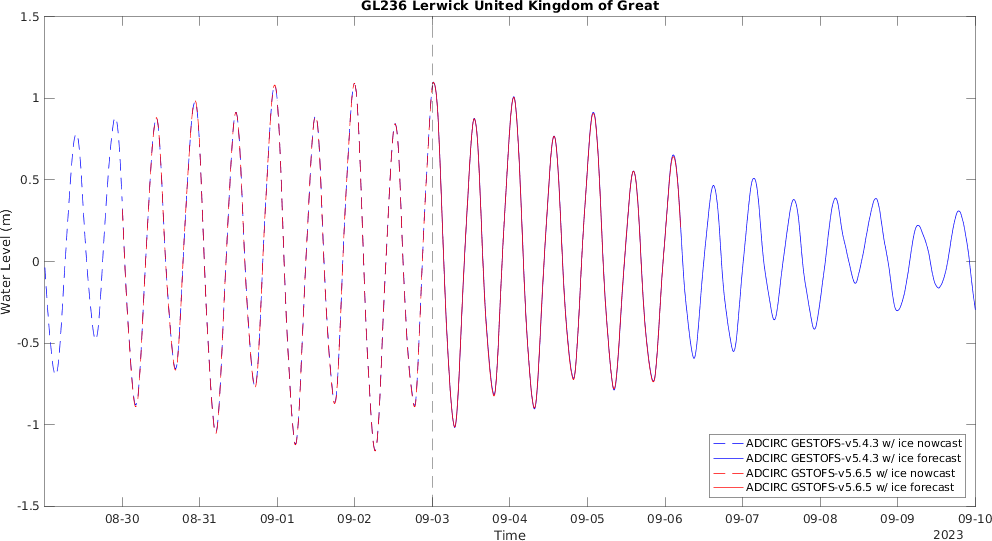 GL236 Lerwick United Kingdom of Great
1.5
1
0.5
0
-0.5
-1
-1.5
Water Level (m)
ADCIRC GESTOFS-v5.4.3 w/ ice nowcast
ADCIRC GESTOFS-v5.4.3 w/ ice forecast
ADCIRC GSTOFS-v5.6.5 w/ ice nowcast
ADCIRC GSTOFS-v5.6.5 w/ ice forecast
08-30 08-31 09-01 09-02 09-03 09-04 09-05 09-06 09-07 09-08 09-09 09-10
Time
2023